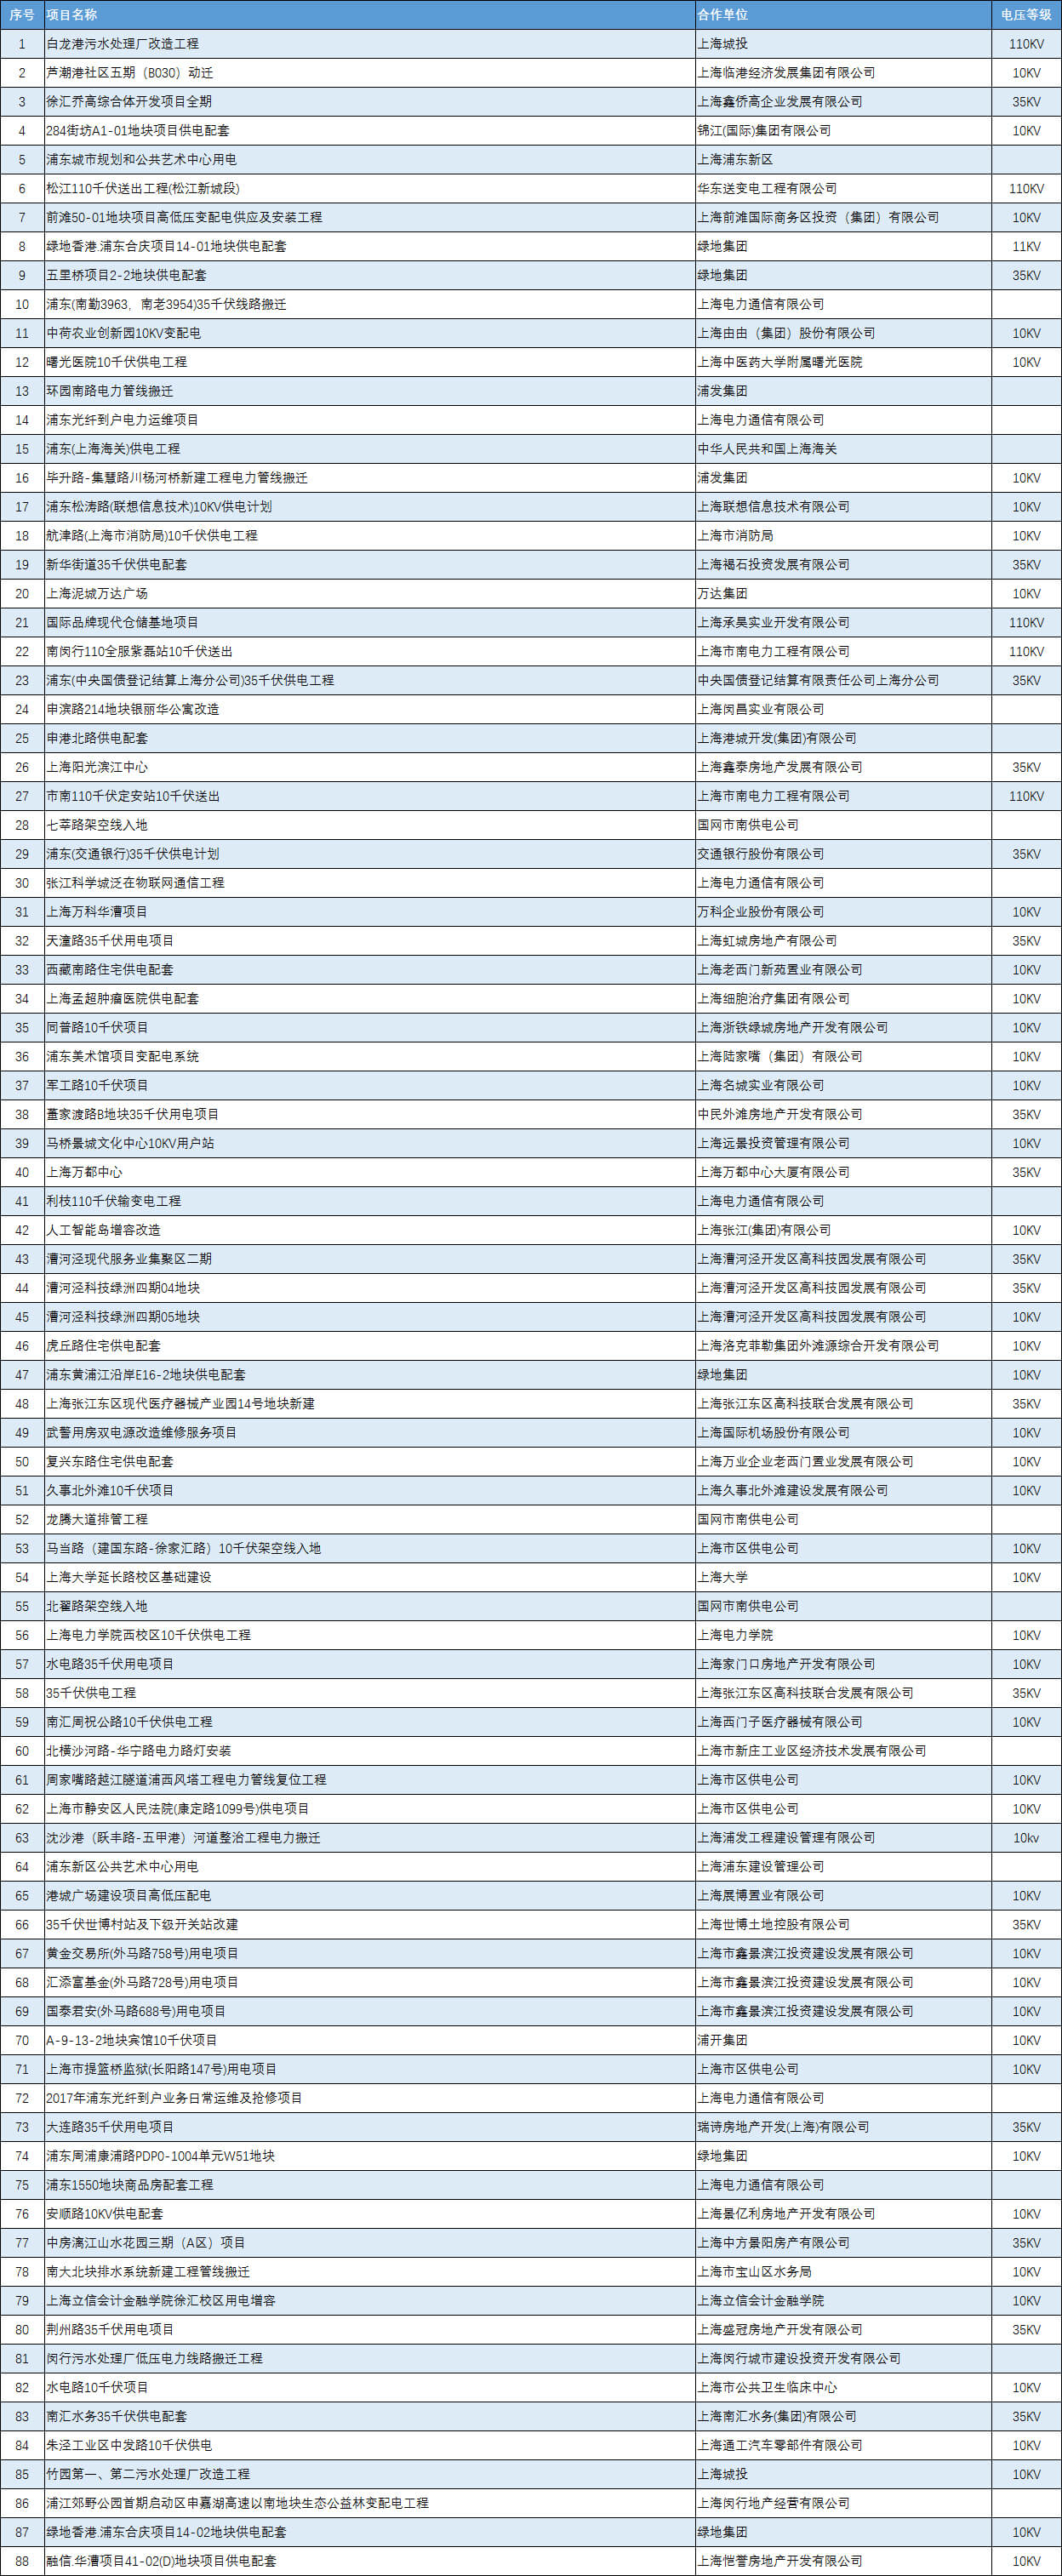 序号 项目名称 合作单位 电压等级
1 白龙港污水处理厂改造工程 上海城投 110KV
2 芦潮港社区五期（B030）动迁 上海临港经济发展集团有限公司 10KV
3 徐汇乔高综合体开发项目全期 上海鑫侨高企业发展有限公司 35KV
4 284街坊A1-01地块项目供电配套 锦江(国际)集团有限公司 10KV
5 浦东城市规划和公共艺术中心用电 上海浦东新区
6 松江110千伏送出工程(松江新城段) 华东送变电工程有限公司 110KV
7 前滩50-01地块项目高低压变配电供应及安装工程 上海前滩国际商务区投资（集团）有限公司 10KV
8 绿地香港.浦东合庆项目14-01地块供电配套 绿地集团 11KV
9 五里桥项目2-2地块供电配套 绿地集团 35KV
10 浦东(南勤3963，南老3954)35千伏线路搬迁 上海电力通信有限公司
11 中荷农业创新园10KV变配电 上海由由（集团）股份有限公司 10KV
12 曙光医院10千伏供电工程 上海中医药大学附属曙光医院 10KV
13 环园南路电力管线搬迁 浦发集团
14 浦东光纤到户电力运维项目 上海电力通信有限公司
15 浦东(上海海关)供电工程 中华人民共和国上海海关
16 毕升路-集慧路川杨河桥新建工程电力管线搬迁 浦发集团 10KV
17 浦东松涛路(联想信息技术)10KV供电计划 上海联想信息技术有限公司 10KV
18 航津路(上海市消防局)10千伏供电工程 上海市消防局 10KV
19 新华街道35千伏供电配套 上海褐石投资发展有限公司 35KV
20 上海泥城万达广场 万达集团 10KV
21 国际品牌现代仓储基地项目 上海承昊实业开发有限公司 110KV
22 南闵行110全服紫磊站10千伏送出 上海市南电力工程有限公司 110KV
23 浦东(中央国债登记结算上海分公司)35千伏供电工程 中央国债登记结算有限责任公司上海分公司 35KV
24 申滨路214地块银丽华公寓改造 上海闵昌实业有限公司
25 申港北路供电配套 上海港城开发(集团)有限公司
26 上海阳光滨江中心 上海鑫泰房地产发展有限公司 35KV
27 市南110千伏定安站10千伏送出 上海市南电力工程有限公司 110KV
28 七莘路架空线入地 国网市南供电公司
29 浦东(交通银行)35千伏供电计划 交通银行股份有限公司 35KV
30 张江科学城泛在物联网通信工程 上海电力通信有限公司
31 上海万科华漕项目 万科企业股份有限公司 10KV
32 天潼路35千伏用电项目 上海虹城房地产有限公司 35KV
33 西藏南路住宅供电配套 上海老西门新苑置业有限公司 10KV
34 上海孟超肿瘤医院供电配套 上海细胞治疗集团有限公司 10KV
35 同普路10千伏项目 上海浙铁绿城房地产开发有限公司 10KV
36 浦东美术馆项目变配电系统 上海陆家嘴（集团）有限公司 10KV
37 军工路10千伏项目 上海名城实业有限公司 10KV
38 董家渡路B地块35千伏用电项目 中民外滩房地产开发有限公司 35KV
39 马桥景城文化中心10KV用户站 上海远景投资管理有限公司 10KV
40 上海万都中心 上海万都中心大厦有限公司 35KV
41 利枝110千伏输变电工程 上海电力通信有限公司
42 人工智能岛增容改造 上海张江(集团)有限公司 10KV
43 漕河泾现代服务业集聚区二期 上海漕河泾开发区高科技园发展有限公司 35KV
44 漕河泾科技绿洲四期04地块 上海漕河泾开发区高科技园发展有限公司 35KV
45 漕河泾科技绿洲四期05地块 上海漕河泾开发区高科技园发展有限公司 10KV
46 虎丘路住宅供电配套 上海洛克菲勒集团外滩源综合开发有限公司 10KV
47 浦东黄浦江沿岸E16-2地块供电配套 绿地集团 10KV
48 上海张江东区现代医疗器械产业园14号地块新建 上海张江东区高科技联合发展有限公司 35KV
49 武警用房双电源改造维修服务项目 上海国际机场股份有限公司 10KV
50 复兴东路住宅供电配套 上海万业企业老西门置业发展有限公司 10KV
51 久事北外滩10千伏项目 上海久事北外滩建设发展有限公司 10KV
52 龙腾大道排管工程 国网市南供电公司
53 马当路（建国东路-徐家汇路）10千伏架空线入地 上海市区供电公司 10KV
54 上海大学延长路校区基础建设 上海大学 10KV
55 北翟路架空线入地 国网市南供电公司
56 上海电力学院西校区10千伏供电工程 上海电力学院 10KV
57 水电路35千伏用电项目 上海家门口房地产开发有限公司 10KV
58 35千伏供电工程 上海张江东区高科技联合发展有限公司 35KV
59 南汇周祝公路10千伏供电工程 上海西门子医疗器械有限公司 10KV
60 北横沙河路-华宁路电力路灯安装 上海市新庄工业区经济技术发展有限公司
61 周家嘴路越江隧道浦西风塔工程电力管线复位工程 上海市区供电公司 10KV
62 上海市静安区人民法院(康定路1099号)供电项目 上海市区供电公司 10KV
63 沈沙港（跃丰路-五甲港）河道整治工程电力搬迁 上海浦发工程建设管理有限公司 10kv
64 浦东新区公共艺术中心用电 上海浦东建设管理公司
65 港城广场建设项目高低压配电 上海展博置业有限公司 10KV
66 35千伏世博村站及下级开关站改建 上海世博土地控股有限公司 35KV
67 黄金交易所(外马路758号)用电项目 上海市鑫景滨江投资建设发展有限公司 10KV
68 汇添富基金(外马路728号)用电项目 上海市鑫景滨江投资建设发展有限公司 10KV
69 国泰君安(外马路688号)用电项目 上海市鑫景滨江投资建设发展有限公司 10KV
70 A-9-13-2地块宾馆10千伏项目 浦开集团 10KV
71 上海市提篮桥监狱(长阳路147号)用电项目 上海市区供电公司 10KV
72 2017年浦东光纤到户业务日常运维及抢修项目 上海电力通信有限公司
73 大连路35千伏用电项目 瑞诗房地产开发(上海)有限公司 35KV
74 浦东周浦康浦路PDP0-1004单元W51地块 绿地集团 10KV
75 浦东1550地块商品房配套工程 上海电力通信有限公司
76 安顺路10KV供电配套 上海景亿利房地产开发有限公司 10KV
77 中房漓江山水花园三期（A区）项目 上海中方景阳房产有限公司 35KV
78 南大北块排水系统新建工程管线搬迁 上海市宝山区水务局 10KV
79 上海立信会计金融学院徐汇校区用电增容 上海立信会计金融学院 10KV
80 荆州路35千伏用电项目 上海盛冠房地产开发有限公司 35KV
81 闵行污水处理厂低压电力线路搬迁工程 上海闵行城市建设投资开发有限公司
82 水电路10千伏项目 上海市公共卫生临床中心 10KV
83 南汇水务35千伏供电配套 上海南汇水务(集团)有限公司 35KV
84 朱泾工业区中发路10千伏供电 上海通工汽车零部件有限公司 10KV
85 竹园第一、第二污水处理厂改造工程 上海城投 10KV
86 浦江郊野公园首期启动区申嘉湖高速以南地块生态公益林变配电工程 上海闵行地产经营有限公司
87 绿地香港.浦东合庆项目14-02地块供电配套 绿地集团 10KV
88 融信.华漕项目41-02(D)地块项目供电配套 上海恺誉房地产开发有限公司 10KV